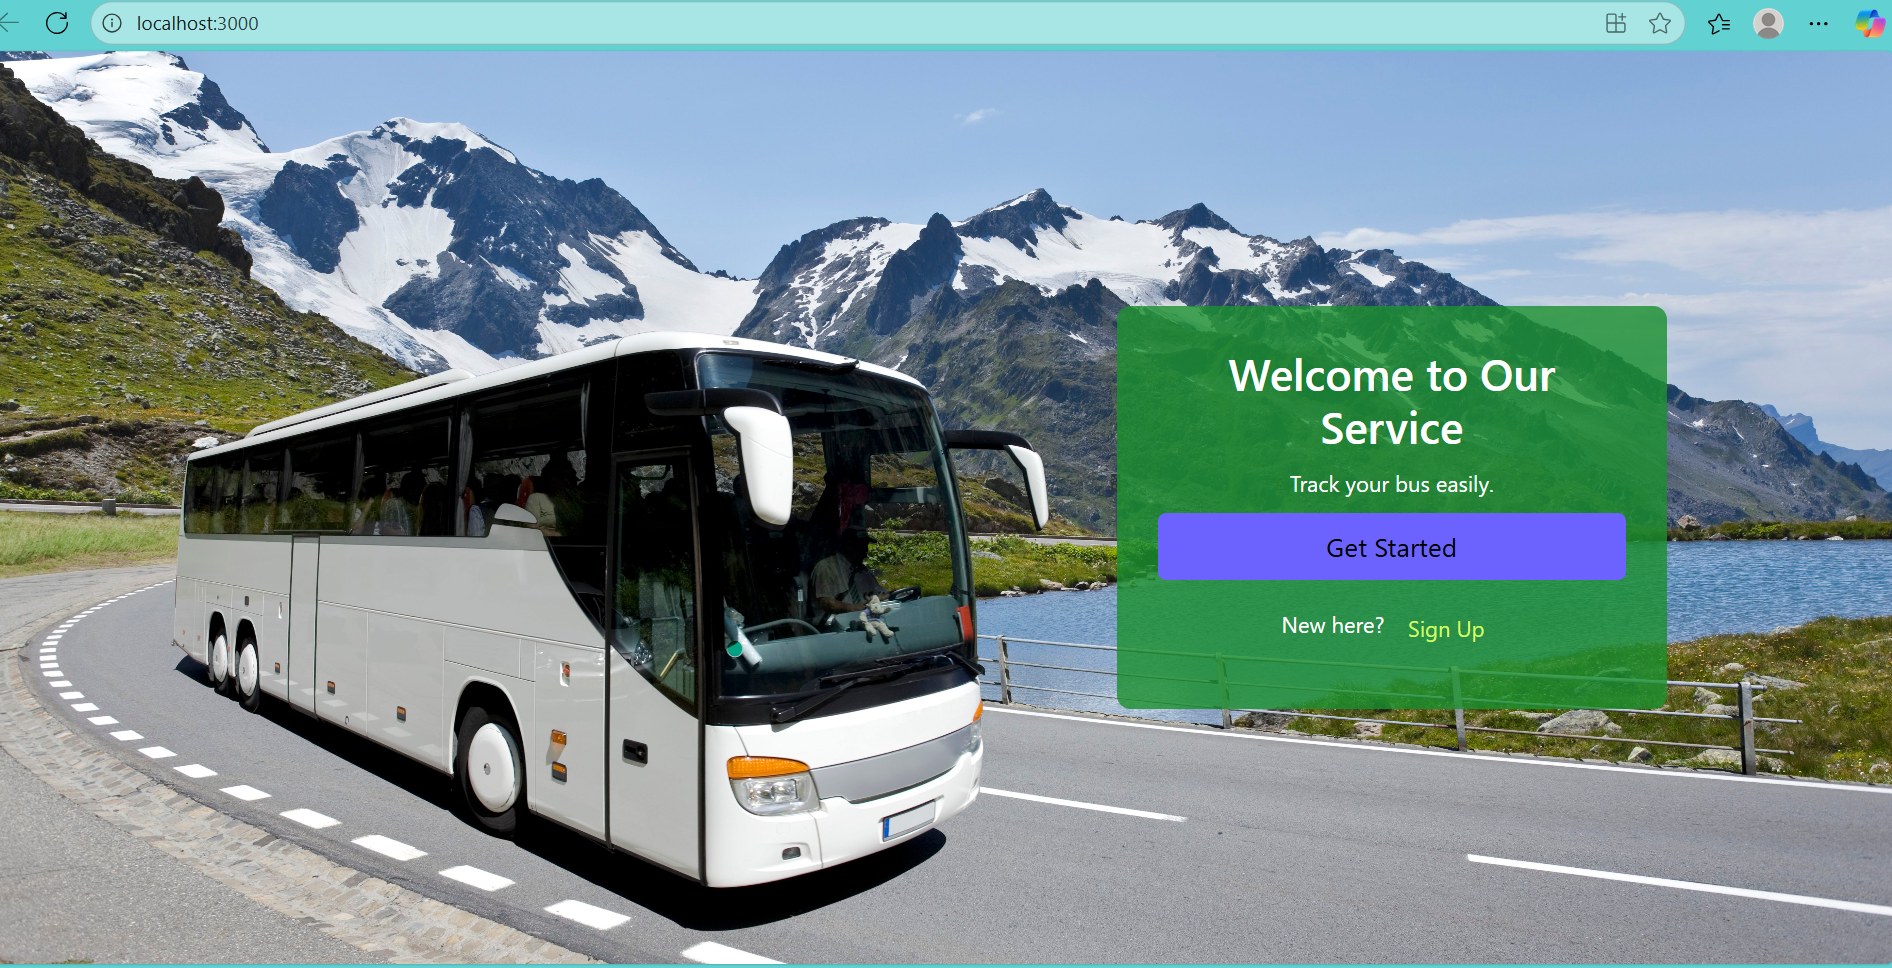 localhost:3000
Welcome to Our
Service
Track your bus easily.
Get Started
New here? Sign Up